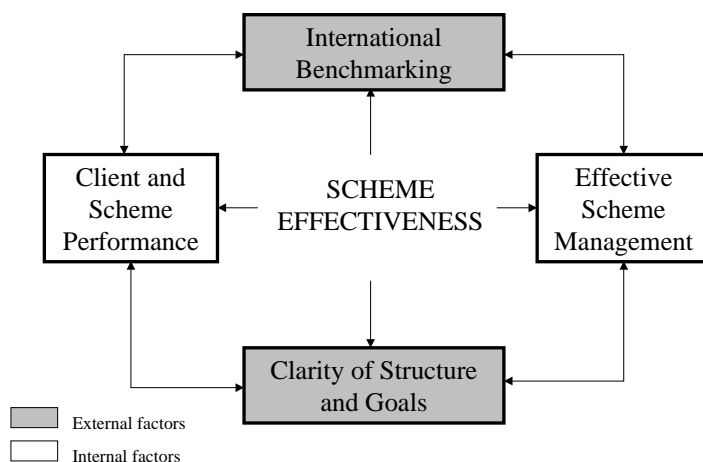 International
Benchmarking
Client and
Scheme
Performance
SCHEME
EFFECTIVENESS
Effective
Scheme
Management
Clarity of Structure
and Goals
External factors
Internal factors